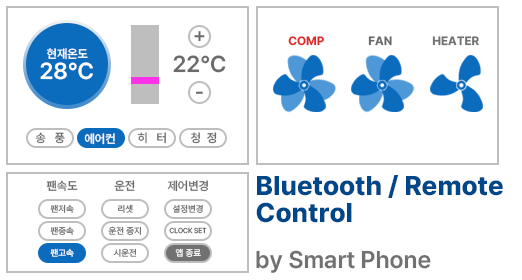 현재온도
28°C
+
22°C
-
송 풍 에어컨 히 터 청 정
COMP FAN HEATER
팬속도 운전 제어변경
팬저속 리셋 설정변경
팬중속 운전 중지 CLOCK SET
팬고속 시운전 앱 종료
Bluetooth / Remote
Control
by Smart Phone